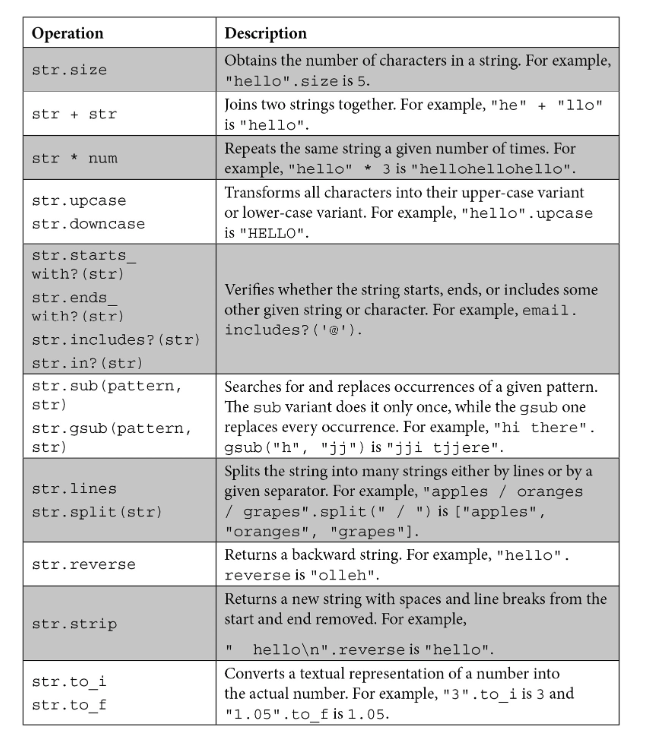 Operation Description
str.size
Obtains the number of characters in a string. For example,
"hello".size is 5.
str + str
Joins two strings together. For example, "he" + "llo"
is "hello".
str * num
Repeats the same string a given number of times. For
example, "hello" * 3 is "hellohellohello".
str.upcase
str.downcase
Transforms all characters into their upper-case variant
or lower-case variant. For example, "hello".upcase
is "HELLO".
str.starts_
with?(str)
str.ends_
with?(str)
str.includes?(str)
str.in?(str)
Verifies whether the string starts, ends, or includes some
other given string or character. For example, email.
includes?('@').
str.sub(pattern,
str)
str.gsub(pattern,
str)
Searches for and replaces occurrences of a given pattern.
The sub variant does it only once, while the gsub one
replaces every occurrence. For example, "hi there".
gsub("h", "jj") is "jji tjjere".
str.lines
str.split(str)
Splits the string into many strings either by lines or by a
given separator. For example, "apples / oranges
/ grapes".split(" / ") is ["apples",
"oranges", "grapes"].
str.reverse
Returns a backward string. For example, "hello".
reverse is "olleh".
str.strip
Returns a new string with spaces and line breaks from the
start and end removed. For example,
"  hello\n".reverse is "hello".
str.to_i
str.to_f
Converts a textual representation of a number into
the actual number. For example, "3".to_i is 3 and
"1.05".to_f is 1.05.